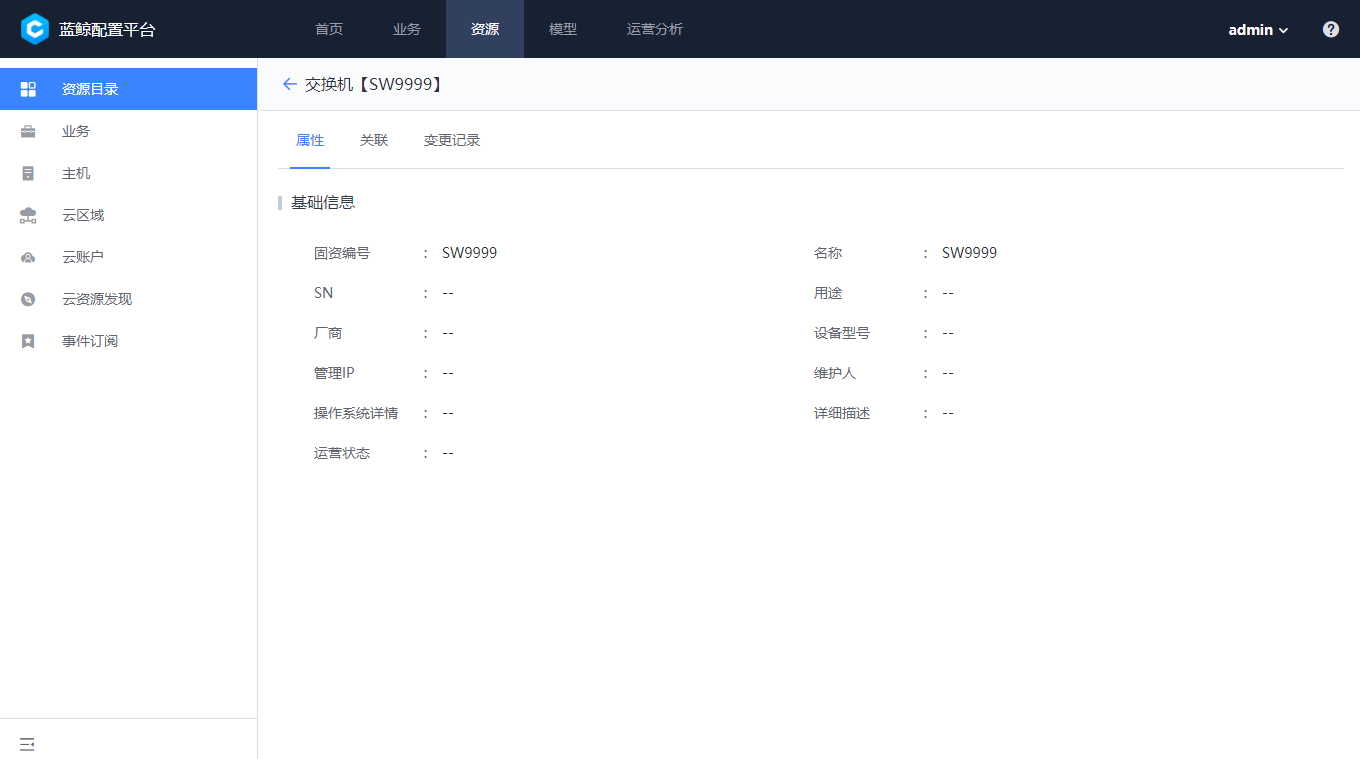 蓝鲸配置平台 首页 业务 资源 模型 运营分析 admin
资源目录
业务
主机
云区域
云账户
云资源发现
事件订阅
交换机【SW9999】
属性 关联 变更记录
基础信息
固资编号 : SW9999 名称 : SW9999
SN : -- 用途 : --
厂商 : -- 设备型号 : --
管理IP : -- 维护人 : --
操作系统详情 : -- 详细描述 : --
运营状态 : --